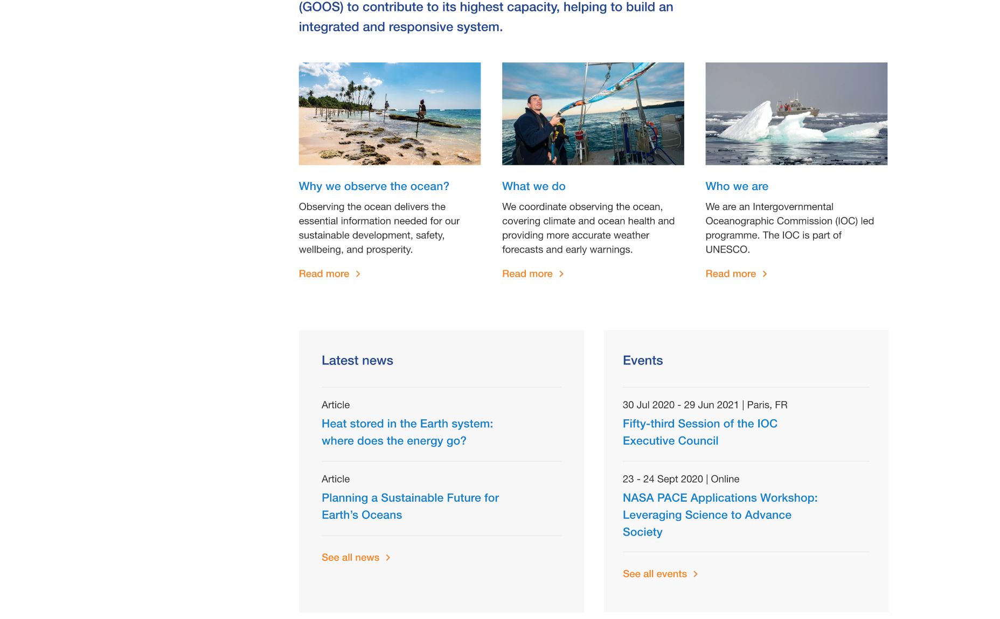 (GOOS) to contribute to its highest capacity, helping to build an
integrated and responsive system.
Why we observe the ocean?
Observing the ocean delivers the
essential information needed for our
sustainable development, safety,
wellbeing, and prosperity.
Read more
What we do
We coordinate observing the ocean,
covering climate and ocean health and
providing more accurate weather
forecasts and early warnings.
Read more
Who we are
We are an Intergovernmental
Oceanographic Commission (IOC) led
programme. The IOC is part of
UNESCO.
Read more
Latest news
Article
Heat stored in the Earth system:
where does the energy go?
Article
Planning a Sustainable Future for
Earth’s Oceans
See all news
Events
30 Jul 2020 - 29 Jun 2021 | Paris, FR
Fifty-third Session of the IOC
Executive Council
23 - 24 Sept 2020 | Online
NASA PACE Applications Workshop:
Leveraging Science to Advance
Society
See all events